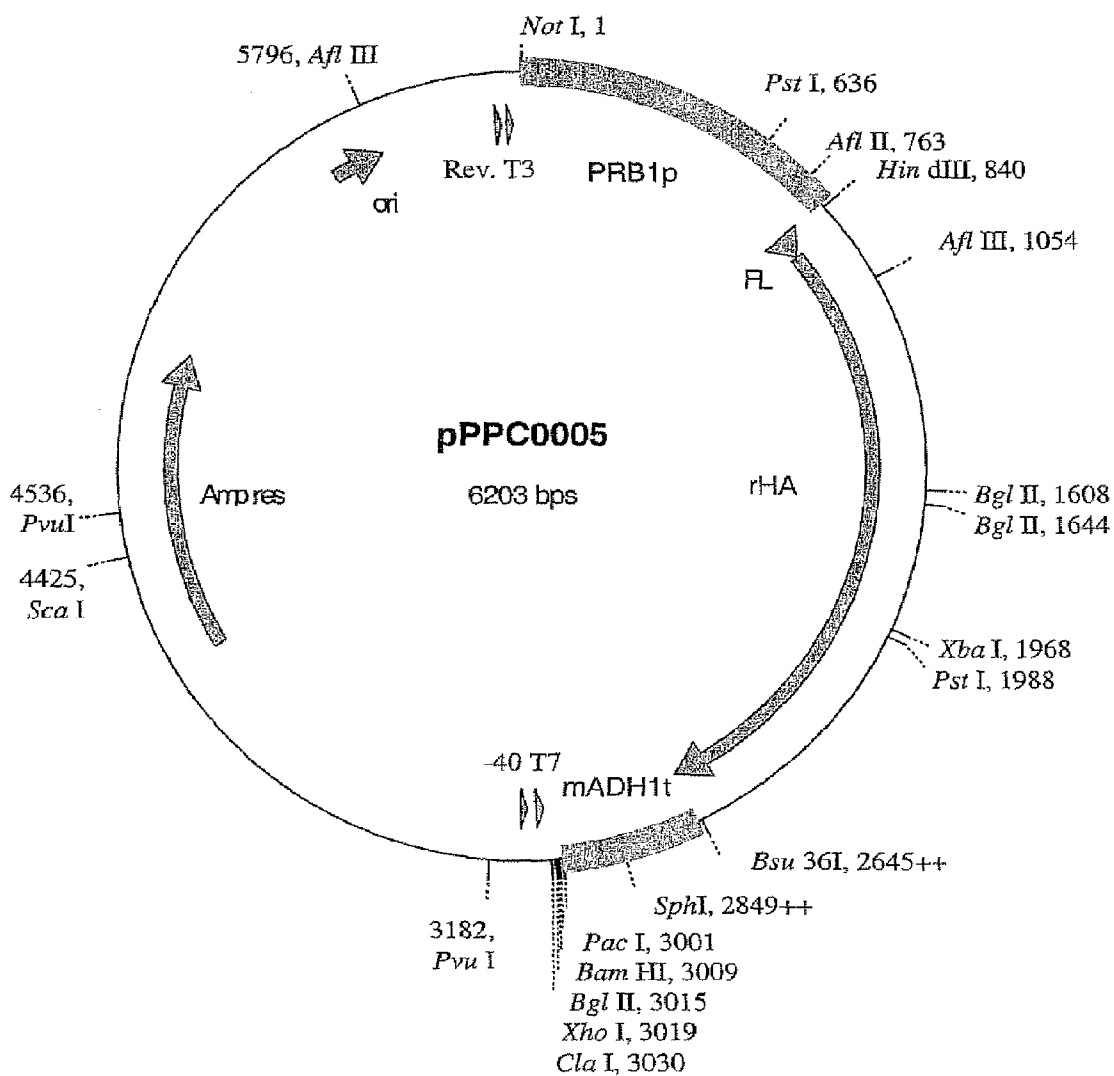 Not I, 1
5796, Afl III
Pst I, 636
Afl II, 763
Hin dIII, 840
Rev. T3
PRB1p
ori
Afl III, 1054
FL
pPPC0005
6203 bps
rHA
Amp res
4536,
PvuI
4425,
Sca I
Bgl II, 1608
Bgl II, 1644
Xba I, 1968
Pst I, 1988
-40 T7
mADH1t
Bsu 36I, 2645++
SphI, 2849++
3182,
Pvu I
Pac I, 3001
Bam HI, 3009
Bgl II, 3015
Xho I, 3019
Cla I, 3030